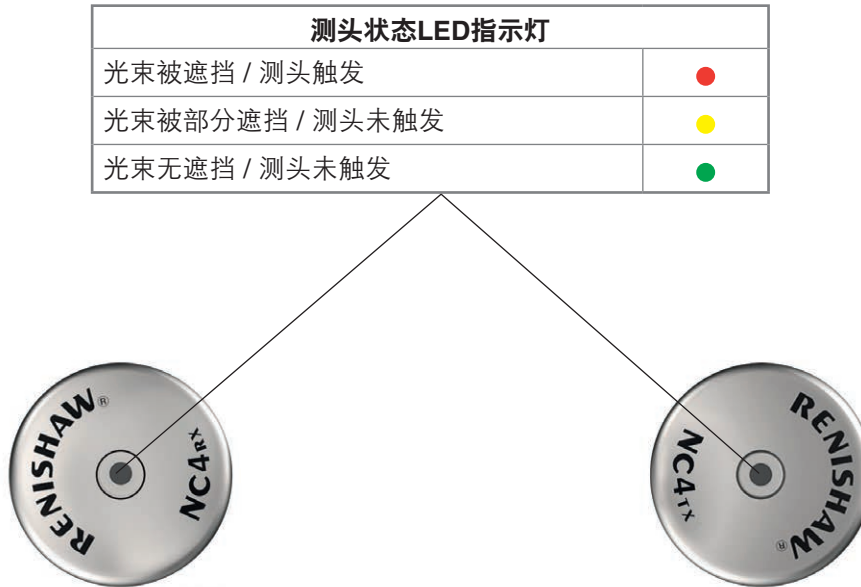 测头状态LED指示灯
光束被遮挡 / 测头触发
光束被部分遮挡 / 测头未触发
光束无遮挡 / 测头未触发
RENISHAW®
NC4RX
NC4TX
RENISHAW®